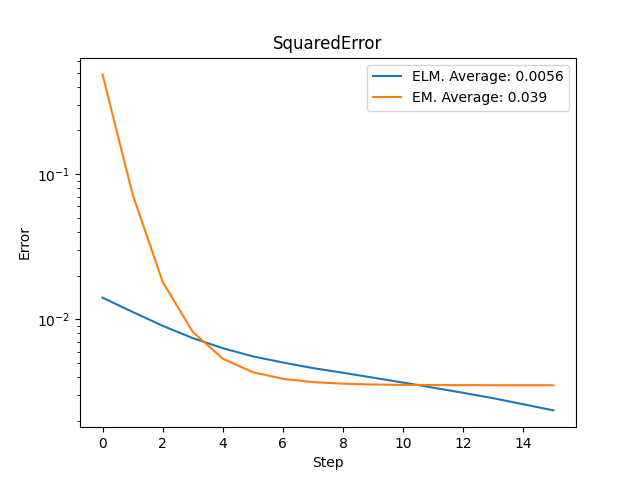 SquaredError
ELM. Average: 0.0056
EM. Average: 0.039
Error
10⁻¹
10⁻²
0 2 4 6 8 10 12 14
Step